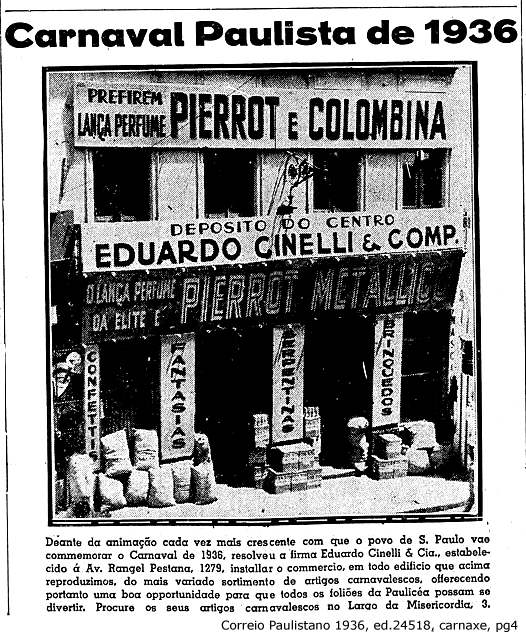 Carnaval Paulista de 1936
PREFIREM
LANÇA PERFUME PIERROT E COLOMBINA
DEPOSITO DO CENTRO
EDUARDO CINELLI & COMP.
O LANÇA PERFUME
DA ELITE É PIERROT METALLICO
CONFETTIS
FANTASIAS
SERPENTINAS
BRINQUEDOS
Déante da animação cada vez mais crescente com que o povo de S. Paulo vae
commemorar o Carnaval de 1936, resolveu a firma Eduardo Cinelli & Cia., estabele-
cido á Av. Rangel Pestana, 1279, installar o commercio, em todo edificio que acima
reproduzimos, do mais variado sortimento de artigos carnavalescos, offerecendo
portanto uma boa opportunidade para que todos os foliões da Paulicéa possam se
divertir. Procure os seus artigos carnavalescos no Largo da Misericordia, 3.
Correio Paulistano 1936, ed.24518, carnaxe, pg4